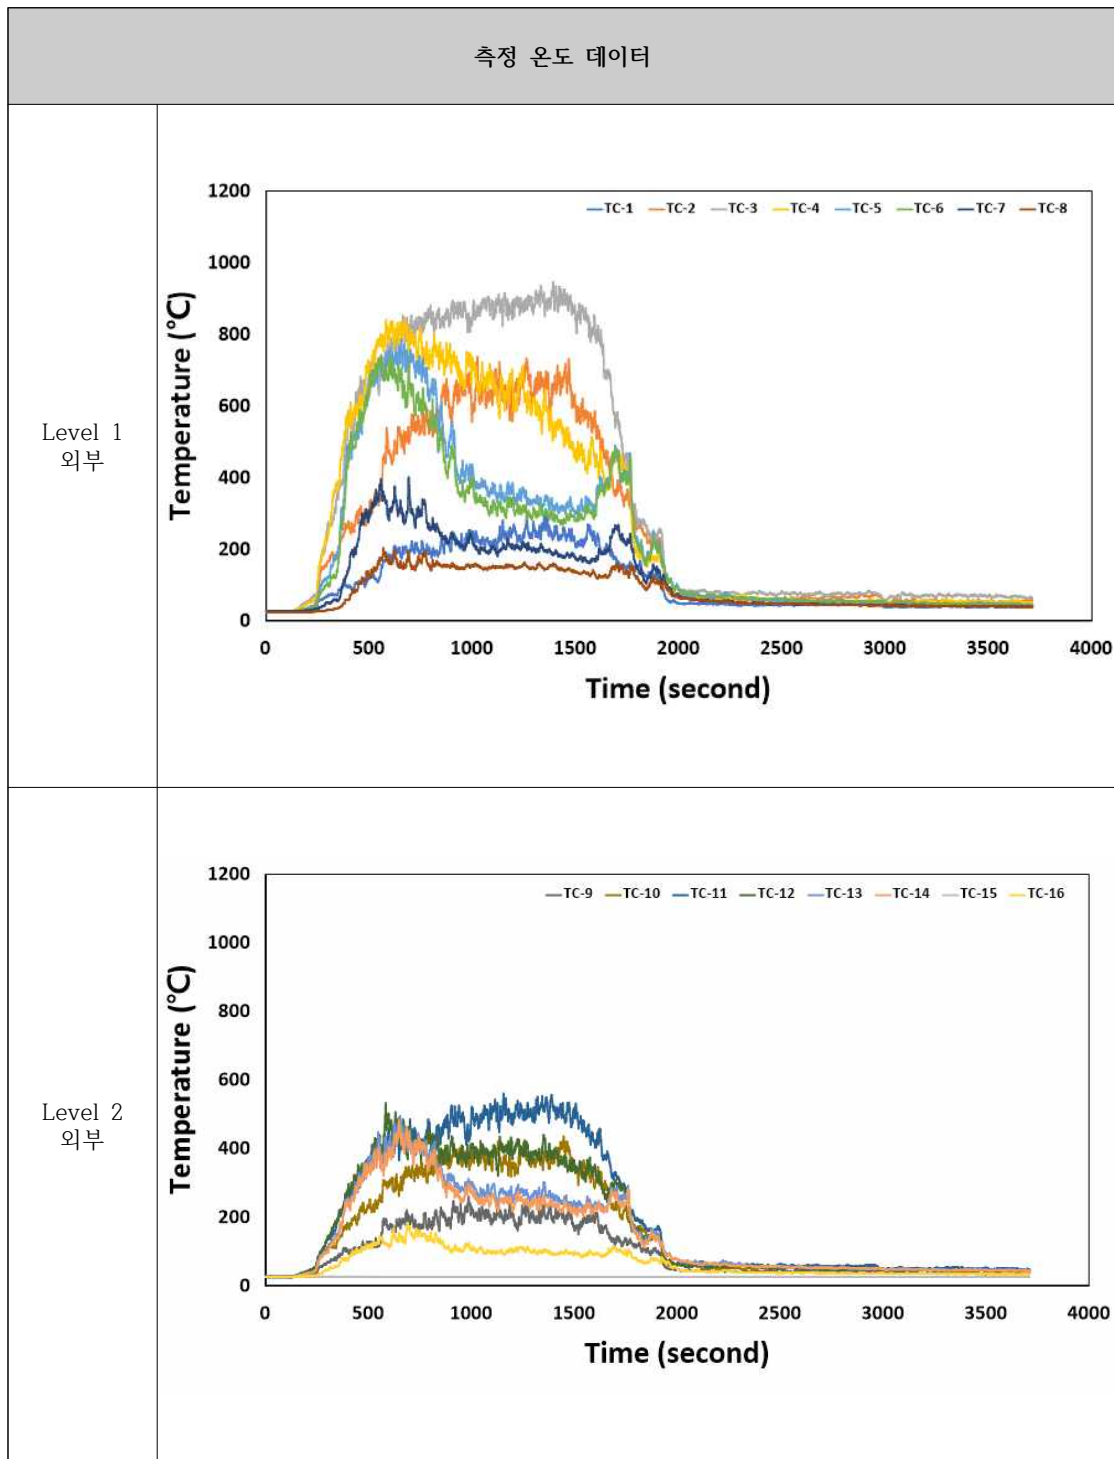 측정 온도 데이터
Level 1
외부
Temperature (°C)
1200
1000
800
600
400
200
0
TC-1 TC-2 TC-3 TC-4 TC-5 TC-6 TC-7 TC-8
0 500 1000 1500 2000 2500 3000 3500 4000
Time (second)
Level 2
외부
Temperature (°C)
1200
1000
800
600
400
200
0
TC-9 TC-10 TC-11 TC-12 TC-13 TC-14 TC-15 TC-16
0 500 1000 1500 2000 2500 3000 3500 4000
Time (second)